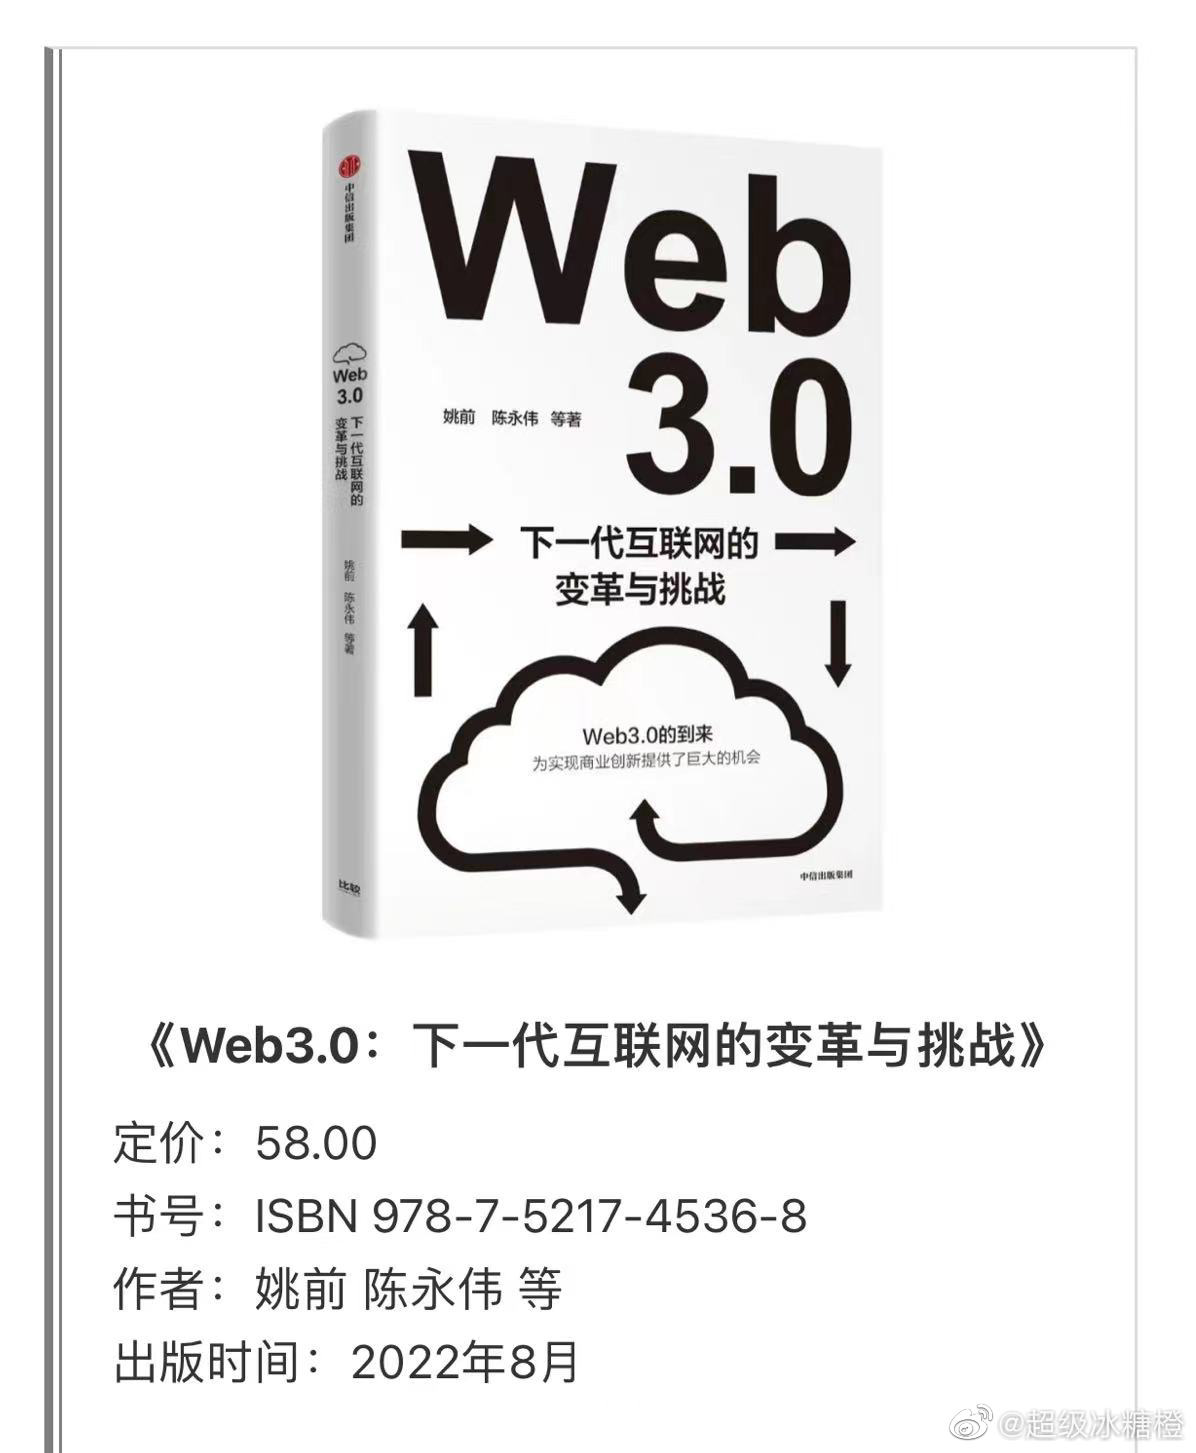 中信出版集团
Web
3.0
下一代互联网的
变革与挑战
姚前 陈永伟 等著
比较
Web
3.0
姚前 陈永伟 等著
下一代互联网的
变革与挑战
Web3.0的到来
为实现商业创新提供了巨大的机会
中信出版集团
《Web3.0：下一代互联网的变革与挑战》
定价：58.00
书号：ISBN 978-7-5217-4536-8
作者：姚前 陈永伟 等
出版时间：2022年8月
@超级冰糖橙